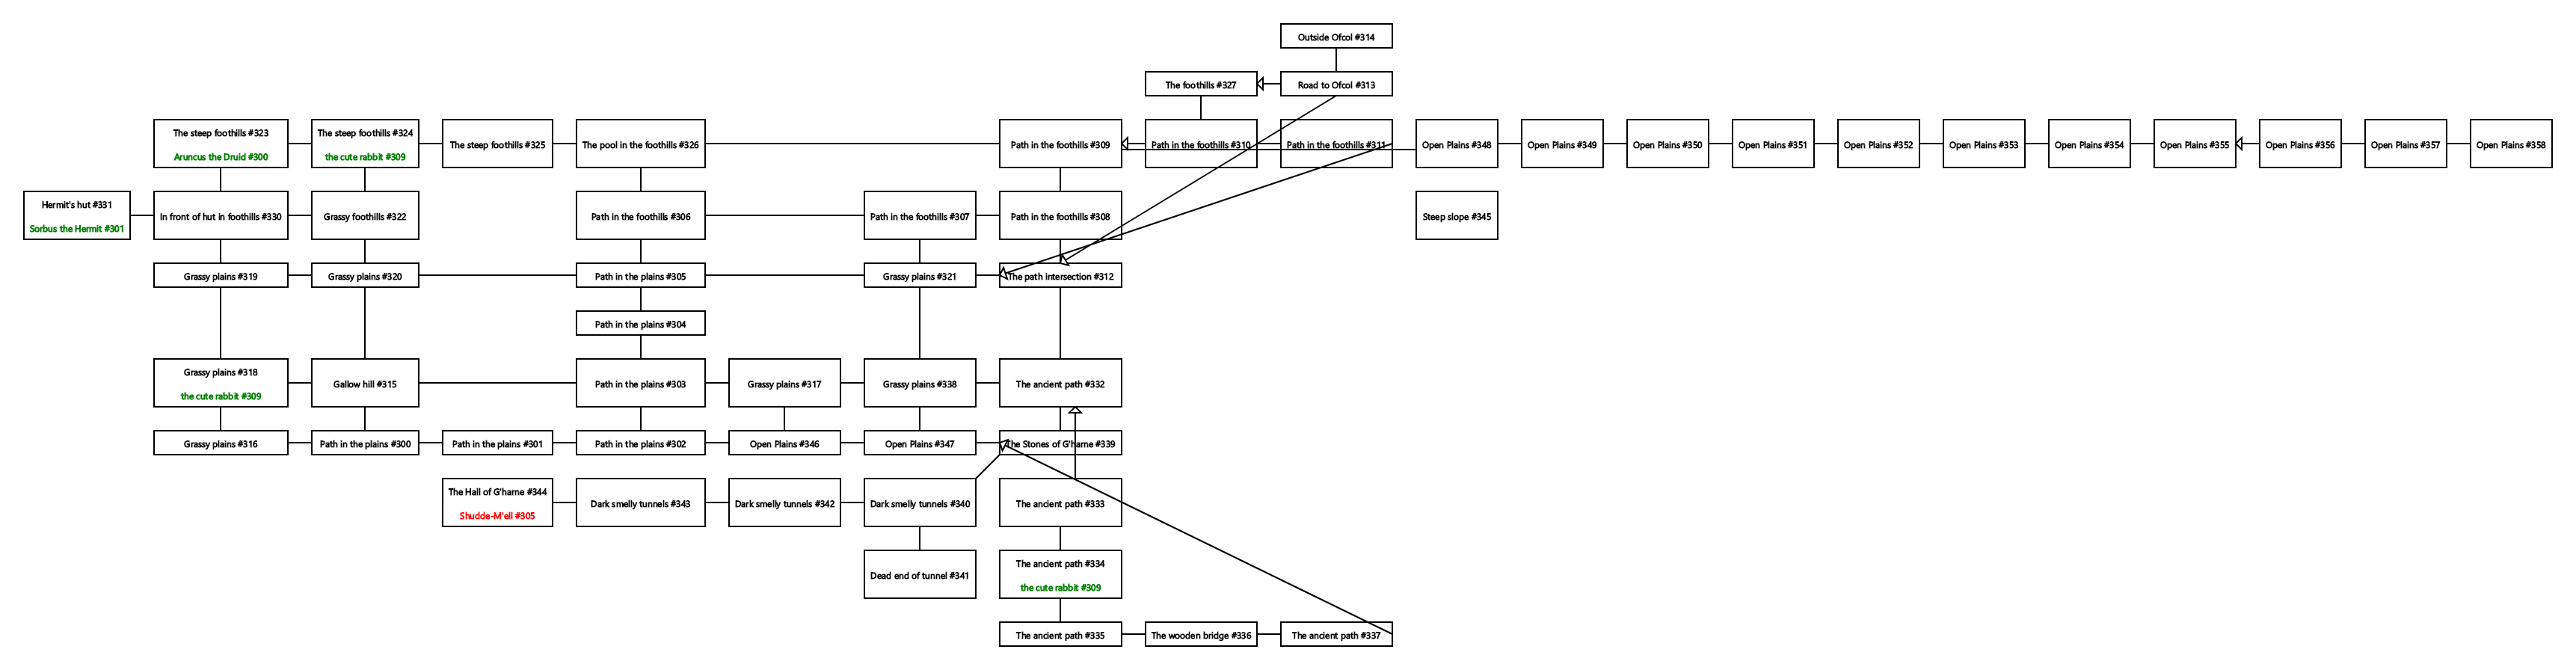 Outside Ofcol #314
The foothills #327
Road to Ofcol #313
The steep foothills #323
Aruncus the Druid #300
The steep foothills #324
the cute rabbit #309
The steep foothills #325
The pool in the foothills #326
Path in the foothills #309
Path in the foothills #310
Path in the foothills #311
Open Plains #348
Open Plains #349
Open Plains #350
Open Plains #351
Open Plains #352
Open Plains #353
Open Plains #354
Open Plains #355
Open Plains #356
Open Plains #357
Open Plains #358
Hermit's hut #331
Sorbus the Hermit #301
In front of hut in foothills #330
Grassy foothills #322
Path in the foothills #306
Path in the foothills #307
Path in the foothills #308
Steep slope #345
Grassy plains #319
Grassy plains #320
Path in the plains #305
Grassy plains #321
The path intersection #312
Path in the plains #304
Grassy plains #318
the cute rabbit #309
Gallow hill #315
Path in the plains #303
Grassy plains #317
Grassy plains #338
The ancient path #332
Grassy plains #316
Path in the plains #300
Path in the plains #301
Path in the plains #302
Open Plains #346
Open Plains #347
The Stones of G'harne #339
The Hall of G'harne #344
Shudde-M'ell #305
Dark smelly tunnels #343
Dark smelly tunnels #342
Dark smelly tunnels #340
The ancient path #333
Dead end of tunnel #341
The ancient path #334
the cute rabbit #309
The ancient path #335
The wooden bridge #336
The ancient path #337